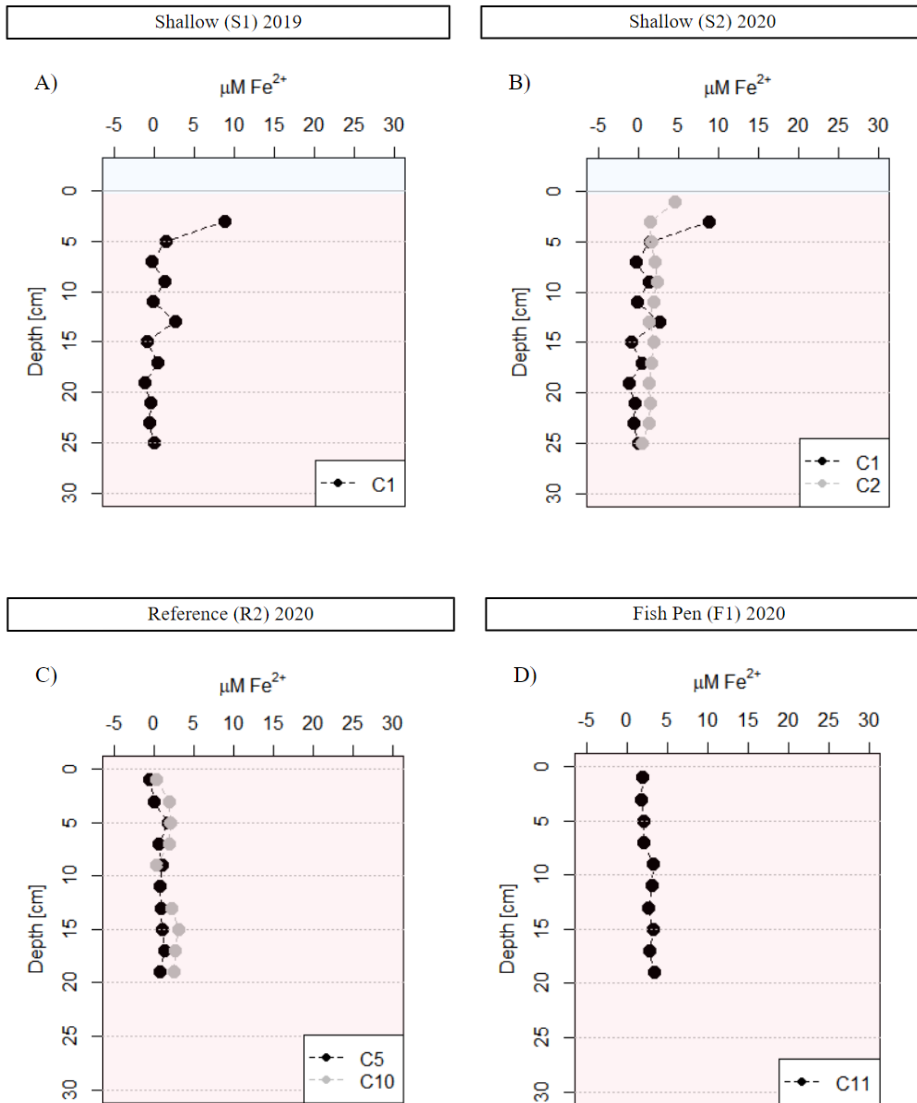 Shallow (S1) 2019
Shallow (S2) 2020
A)
μM Fe²⁺
-5 0 5 10 15 20 25 30
Depth [cm]
0
5
10
15
20
25
30
C1
B)
μM Fe²⁺
-5 0 5 10 15 20 25 30
Depth [cm]
0
5
10
15
20
25
30
C1
C2
Reference (R2) 2020
Fish Pen (F1) 2020
C)
μM Fe²⁺
-5 0 5 10 15 20 25 30
Depth [cm]
0
5
10
15
20
25
30
C5
C10
D)
μM Fe²⁺
-5 0 5 10 15 20 25 30
Depth [cm]
0
5
10
15
20
25
30
C11